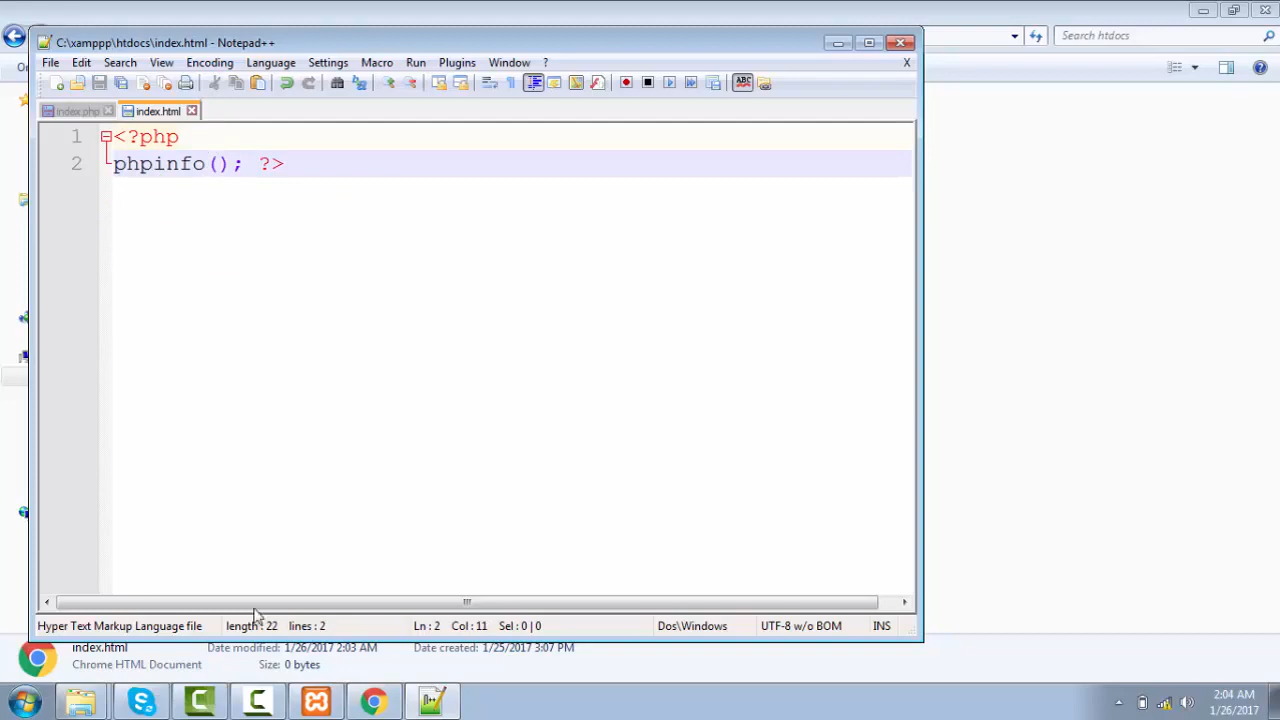 C:\xamppp\htdocs\index.html - Notepad++
Search htdocs
File Edit Search View Encoding Language Settings Macro Run Plugins Window ? X
ABC
index.php index.html
1 <?php
2 phpinfo(); ?>
Hyper Text Markup Language file length : 22 lines : 2 Ln : 2 Col : 11 Sel : 0 | 0 Dos\Windows UTF-8 w/o BOM INS
index.html Date modified: 1/26/2017 2:03 AM Date created: 1/25/2017 3:07 PM
Chrome HTML Document Size: 0 bytes
2:04 AM
1/26/2017